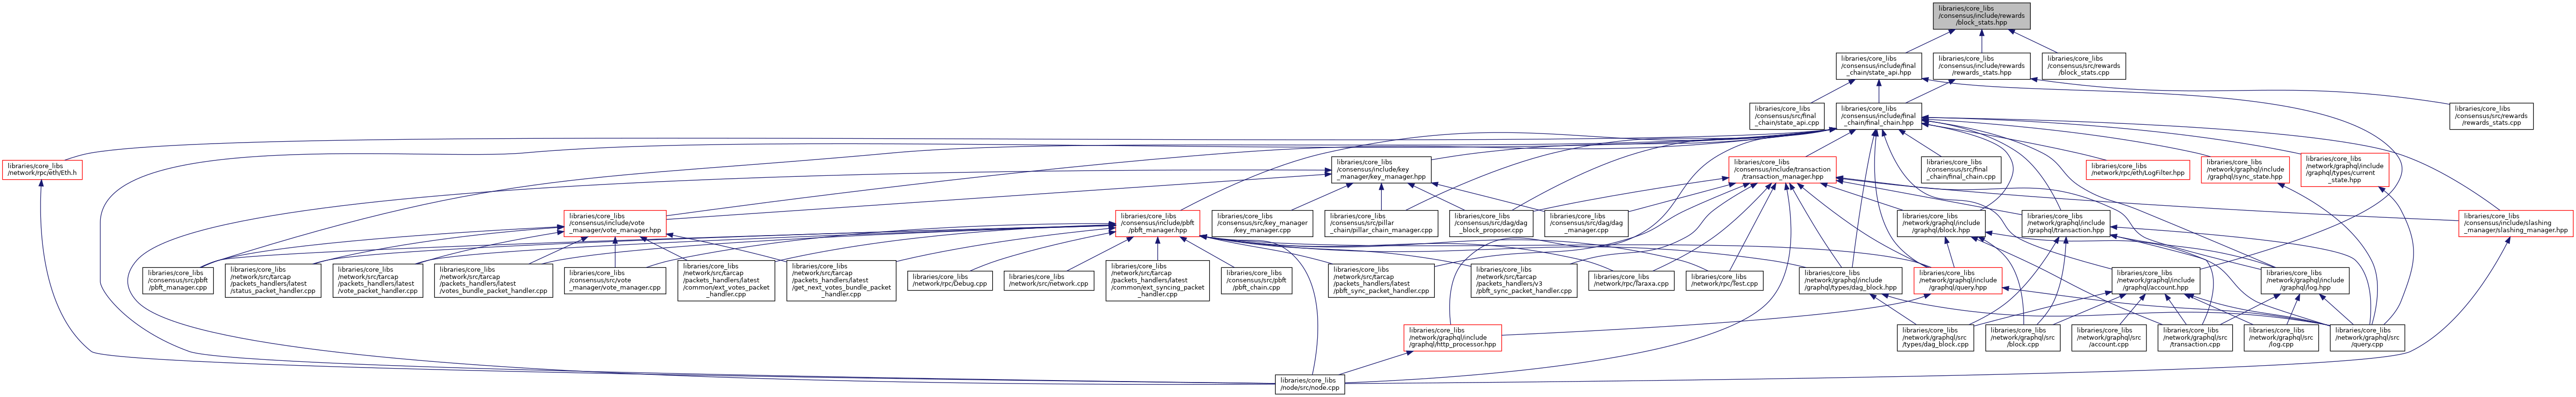 libraries/core_libs
/consensus/include/rewards
/block_stats.hpp
libraries/core_libs
/consensus/include/final
_chain/state_api.hpp
libraries/core_libs
/consensus/include/rewards
/rewards_stats.hpp
libraries/core_libs
/consensus/src/rewards
/block_stats.cpp
libraries/core_libs
/consensus/src/final
_chain/state_api.cpp
libraries/core_libs
/consensus/include/final
_chain/final_chain.hpp
libraries/core_libs
/consensus/src/rewards
/rewards_stats.cpp
libraries/core_libs
/network/rpc/eth/Eth.h
libraries/core_libs
/consensus/include/key
_manager/key_manager.hpp
libraries/core_libs
/consensus/include/transaction
/transaction_manager.hpp
libraries/core_libs
/consensus/src/final
_chain/final_chain.cpp
libraries/core_libs
/network/rpc/eth/LogFilter.hpp
libraries/core_libs
/network/graphql/include
/graphql/sync_state.hpp
libraries/core_libs
/network/graphql/include
/graphql/types/current
_state.hpp
libraries/core_libs
/consensus/include/vote
_manager/vote_manager.hpp
libraries/core_libs
/consensus/include/pbft
/pbft_manager.hpp
libraries/core_libs
/consensus/src/key_manager
/key_manager.cpp
libraries/core_libs
/consensus/src/pillar
_chain/pillar_chain_manager.cpp
libraries/core_libs
/consensus/src/dag/dag
_block_proposer.cpp
libraries/core_libs
/consensus/src/dag/dag
_manager.cpp
libraries/core_libs
/network/graphql/include
/graphql/block.hpp
libraries/core_libs
/network/graphql/include
/graphql/transaction.hpp
libraries/core_libs
/consensus/include/slashing
_manager/slashing_manager.hpp
libraries/core_libs
/consensus/src/pbft
/pbft_manager.cpp
libraries/core_libs
/network/src/tarcap
/packets_handlers/latest
/status_packet_handler.cpp
libraries/core_libs
/network/src/tarcap
/packets_handlers/latest
/vote_packet_handler.cpp
libraries/core_libs
/network/src/tarcap
/packets_handlers/latest
/votes_bundle_packet_handler.cpp
libraries/core_libs
/consensus/src/vote
_manager/vote_manager.cpp
libraries/core_libs
/network/src/tarcap
/packets_handlers/latest
/common/ext_votes_packet
_handler.cpp
libraries/core_libs
/network/src/tarcap
/packets_handlers/latest
/get_next_votes_bundle_packet
_handler.cpp
libraries/core_libs
/network/rpc/Debug.cpp
libraries/core_libs
/network/src/network.cpp
libraries/core_libs
/network/src/tarcap
/packets_handlers/latest
/common/ext_syncing_packet
_handler.cpp
libraries/core_libs
/consensus/src/pbft
/pbft_chain.cpp
libraries/core_libs
/network/src/tarcap
/packets_handlers/latest
/pbft_sync_packet_handler.cpp
libraries/core_libs
/network/src/tarcap
/packets_handlers/v3
/pbft_sync_packet_handler.cpp
libraries/core_libs
/network/rpc/Taraxa.cpp
libraries/core_libs
/network/rpc/Test.cpp
libraries/core_libs
/network/graphql/include
/graphql/types/dag_block.hpp
libraries/core_libs
/network/graphql/include
/graphql/query.hpp
libraries/core_libs
/network/graphql/include
/graphql/account.hpp
libraries/core_libs
/network/graphql/include
/graphql/log.hpp
libraries/core_libs
/network/graphql/include
/graphql/http_processor.hpp
libraries/core_libs
/network/graphql/src
/types/dag_block.cpp
libraries/core_libs
/network/graphql/src
/block.cpp
libraries/core_libs
/network/graphql/src
/account.cpp
libraries/core_libs
/network/graphql/src
/transaction.cpp
libraries/core_libs
/network/graphql/src
/log.cpp
libraries/core_libs
/network/graphql/src
/query.cpp
libraries/core_libs
/node/src/node.cpp